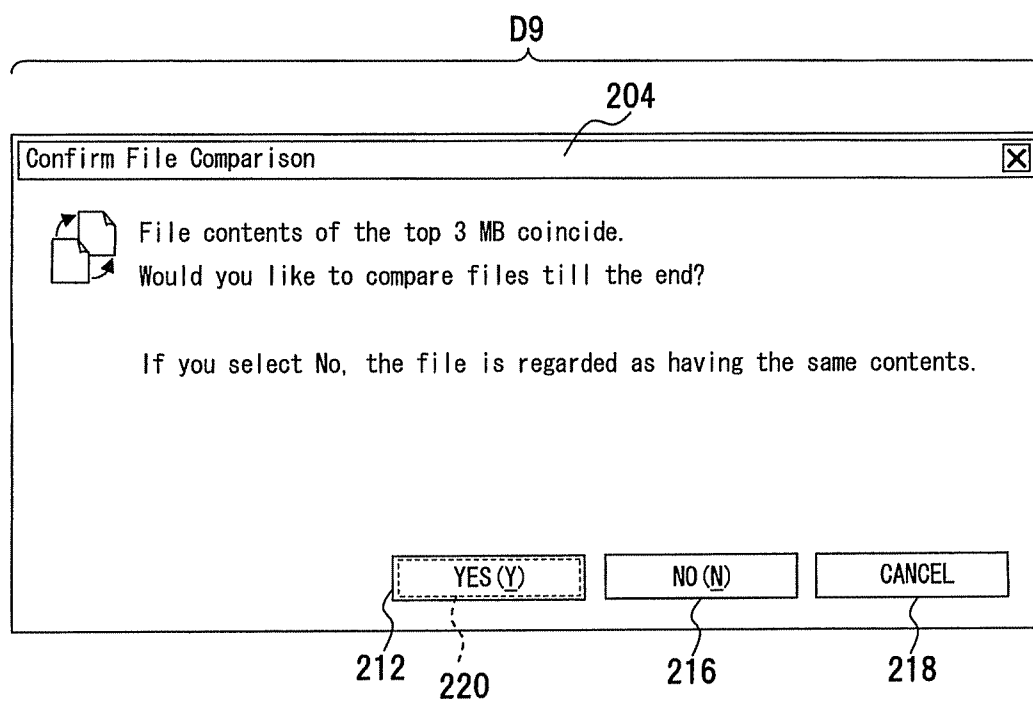 D9
204
Confirm File Comparison
File contents of the top 3 MB coincide.
Would you like to compare files till the end?
If you select No, the file is regarded as having the same contents.
YES(Y) NO(N) CANCEL
212 220 216 218